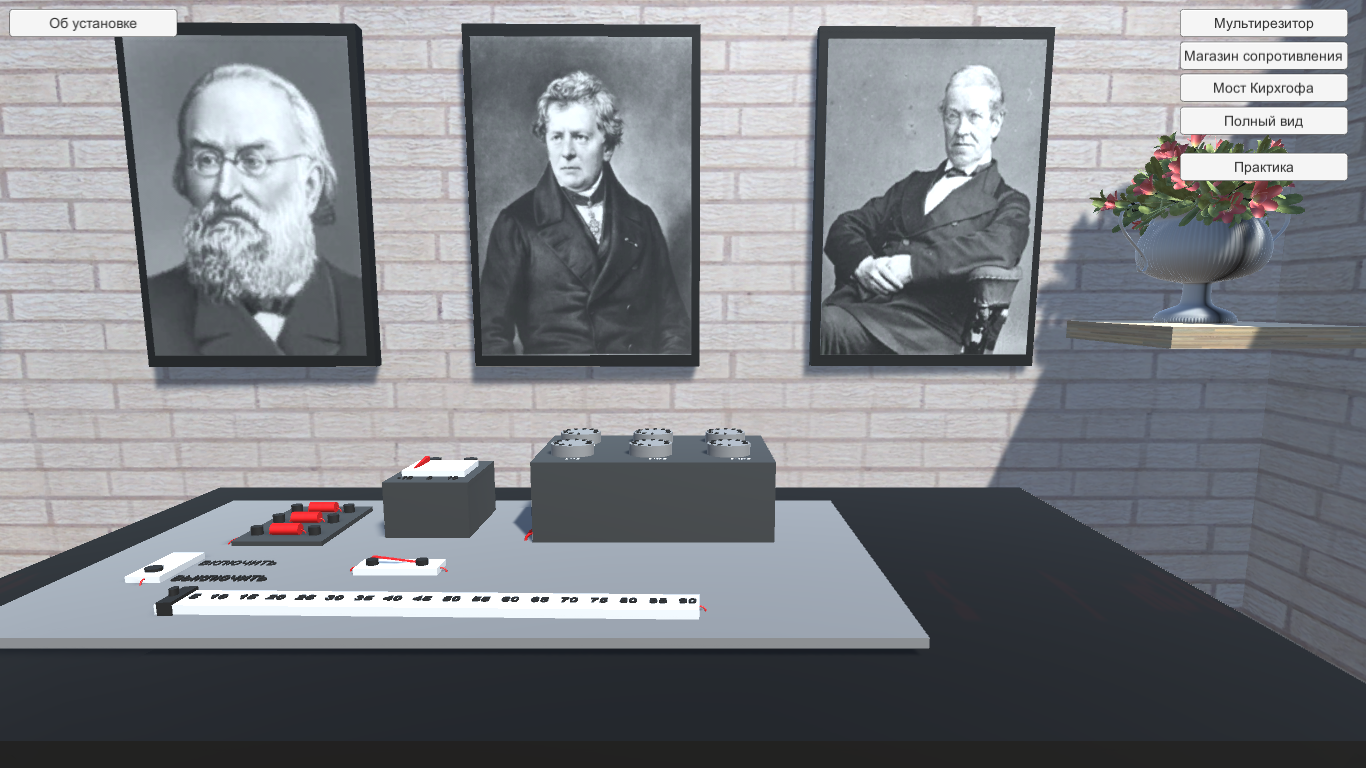 Об установке
Мультирезитор
Магазин сопротивления
Мост Кирхгофа
Полный вид
Практика
ВКЛЮЧИТЬ
ВЫКЛЮЧИТЬ
5 10 15 20 25 30 35 40 45 50 55 60 65 70 75 80 85 90